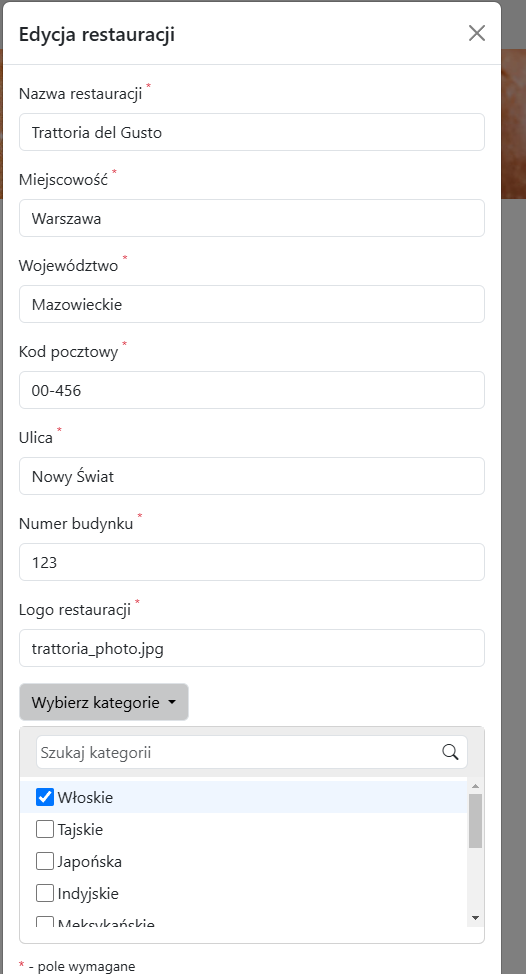 Edycja restauracji
Nazwa restauracji *
Trattoria del Gusto
Miejscowość *
Warszawa
Województwo *
Mazowieckie
Kod pocztowy *
00-456
Ulica *
Nowy Świat
Numer budynku *
123
Logo restauracji *
trattoria_photo.jpg
Wybierz kategorie
Szukaj kategorii
Włoskie
Tajskie
Japońska
Indyjskie
Meksykańskie
* - pole wymagane